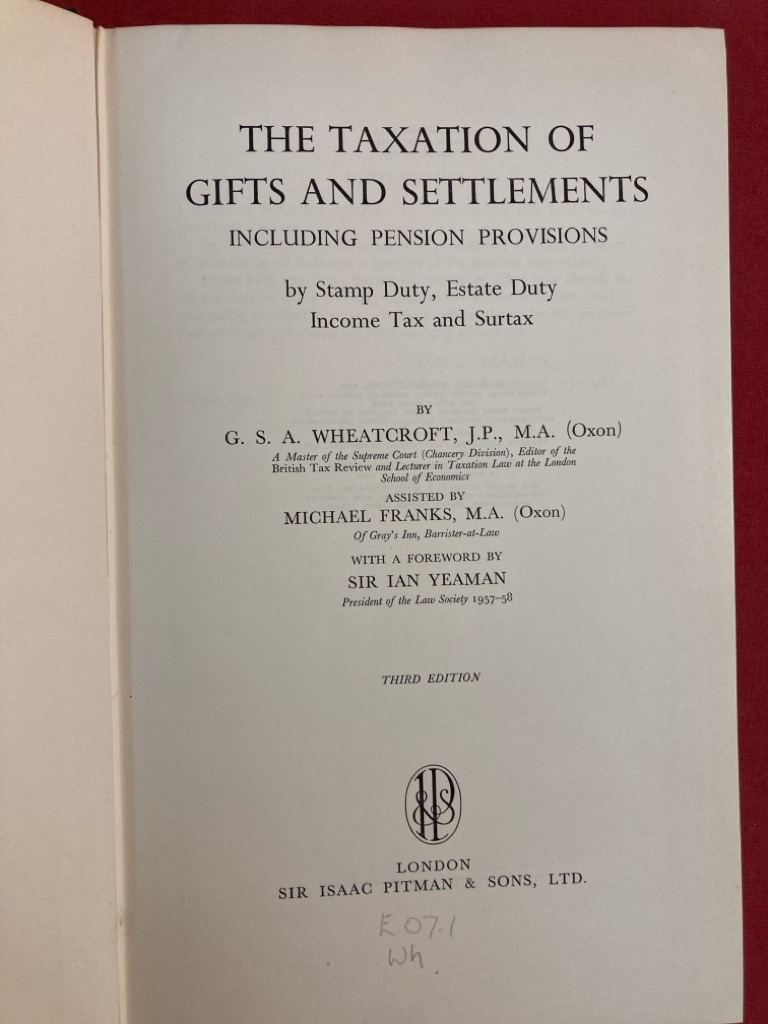 THE TAXATION OF
GIFTS AND SETTLEMENTS
INCLUDING PENSION PROVISIONS
by Stamp Duty, Estate Duty
Income Tax and Surtax
BY
G. S. A. WHEATCROFT, J.P., M.A. (Oxon)
A Master of the Supreme Court (Chancery Division), Editor of the
British Tax Review and Lecturer in Taxation Law at the London
School of Economics
ASSISTED BY
MICHAEL FRANKS, M.A. (Oxon)
Of Gray's Inn, Barrister-at-Law
WITH A FOREWORD BY
SIR IAN YEAMAN
President of the Law Society 1957–58
THIRD EDITION
LONDON
SIR ISAAC PITMAN & SONS, LTD.
E.07.1
Wh